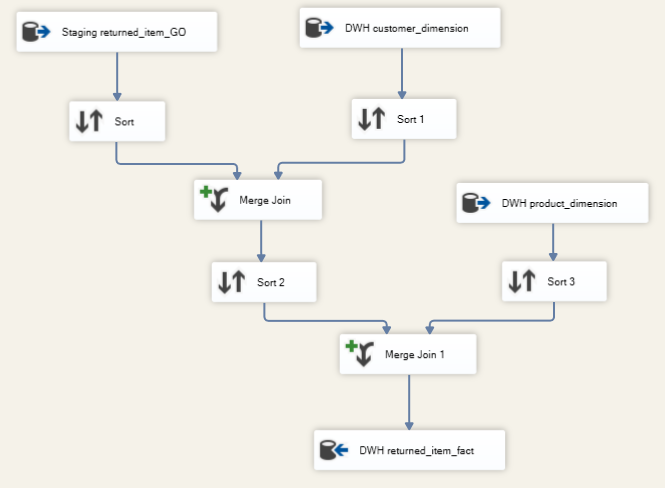 Staging returned_item_GO
DWH customer_dimension
Sort
Sort 1
Merge Join
DWH product_dimension
Sort 2
Sort 3
Merge Join 1
DWH returned_item_fact